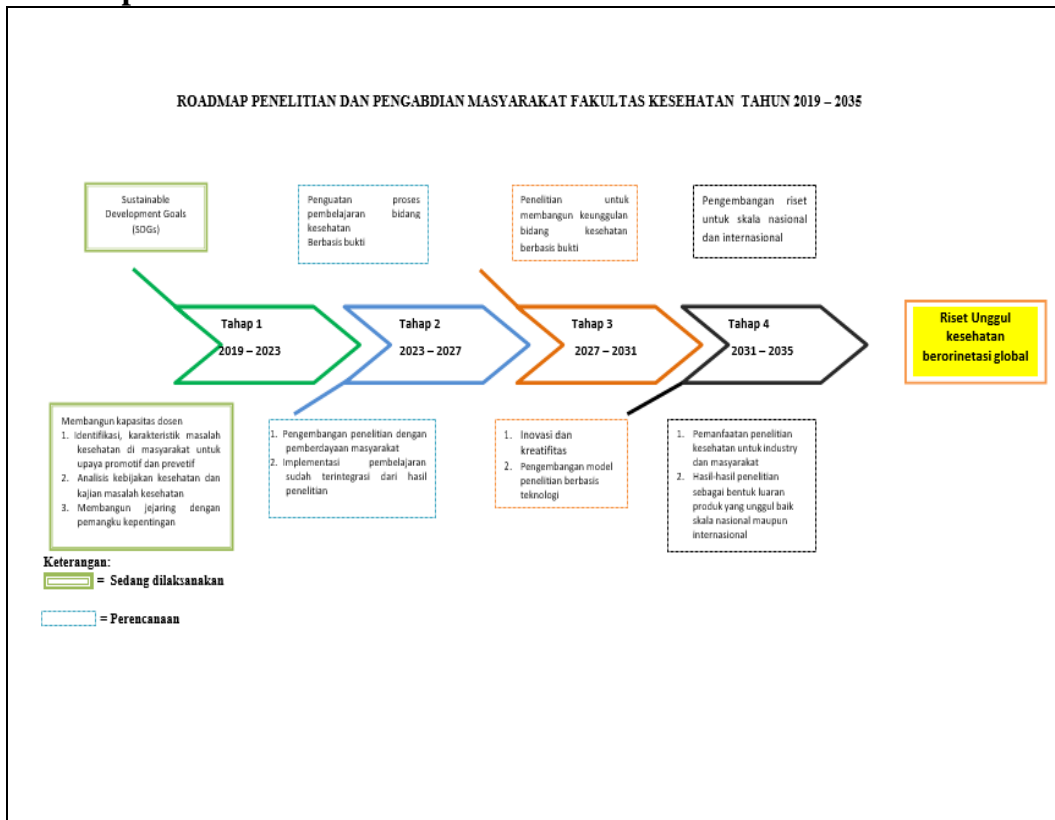 ROADMAP PENELITIAN DAN PENGABDIAN MASYARAKAT FAKULTAS KESEHATAN TAHUN 2019 – 2035
Sustainable
Development Goals
(SDGs)
Penguatan proses
pembelajaran bidang
kesehatan
Berbasis bukti
Penelitian untuk
membangun keunggulan
bidang kesehatan
berbasis bukti
Pengembangan riset
untuk skala nasional
dan internasional
Tahap 1
2019 – 2023
Tahap 2
2023 – 2027
Tahap 3
2027 – 2031
Tahap 4
2031 – 2035
Riset Unggul
kesehatan
berorinetasi global
Membangun kapasitas dosen
1. Identifikasi, karakteristik masalah
kesehatan di masyarakat untuk
upaya promotif dan prevetif
2. Analisis kebijakan kesehatan dan
kajian masalah kesehatan
3. Membangun jejaring dengan
pemangku kepentingan
1. Pengembangan penelitian dengan
pemberdayaan masyarakat
2. Implementasi pembelajaran
sudah terintegrasi dari hasil
penelitian
1. Inovasi dan
kreatifitas
2. Pengembangan model
penelitian berbasis
teknologi
1. Pemanfaatan penelitian
kesehatan untuk industry
dan masyarakat
2. Hasil-hasil penelitian
sebagai bentuk luaran
produk yang unggul baik
skala nasional maupun
internasional
Keterangan:
= Sedang dilaksanakan
= Perencanaan